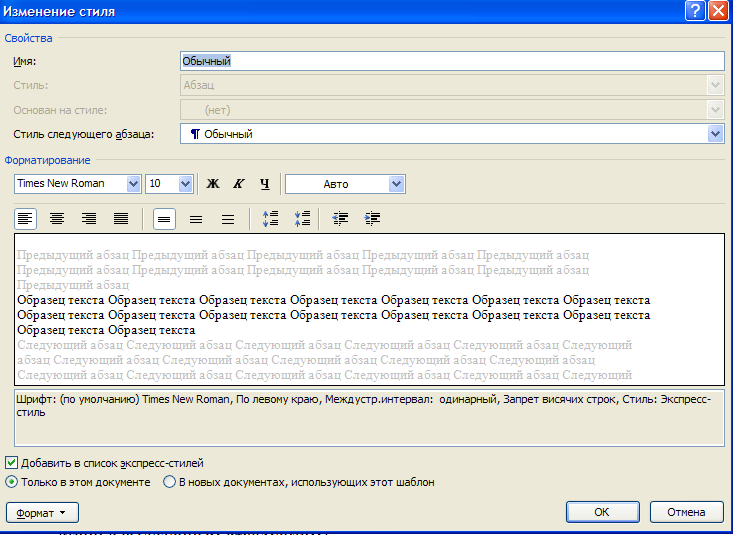 Изменение стиля
Свойства
Имя: Обычный
Стиль: Абзац
Основан на стиле: (нет)
Стиль следующего абзаца: ¶ Обычный
Форматирование
Times New Roman 10 Ж К Ч Авто
Предыдущий абзац Предыдущий абзац Предыдущий абзац Предыдущий абзац Предыдущий абзац
Предыдущий абзац Предыдущий абзац Предыдущий абзац Предыдущий абзац Предыдущий абзац
Предыдущий абзац
Образец текста Образец текста Образец текста Образец текста Образец текста Образец текста Образец текста
Образец текста Образец текста Образец текста Образец текста Образец текста Образец текста Образец текста
Образец текста Образец текста
Следующий абзац Следующий абзац Следующий абзац Следующий абзац Следующий абзац Следующий
абзац Следующий абзац Следующий абзац Следующий абзац Следующий абзац Следующий абзац
Следующий абзац Следующий абзац Следующий абзац Следующий абзац Следующий абзац Следующий
Шрифт: (по умолчанию) Times New Roman, По левому краю, Междустр.интервал: одинарный, Запрет висячих строк, Стиль: Экспресс-
стиль
Добавить в список экспресс-стилей
Только в этом документе В новых документах, использующих этот шаблон
Формат ОК Отмена